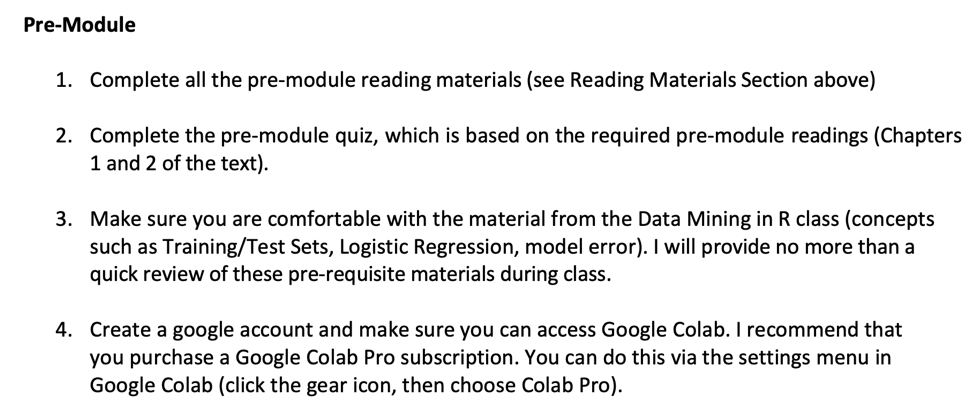 Pre-Module
1. Complete all the pre-module reading materials (see Reading Materials Section above)
2. Complete the pre-module quiz, which is based on the required pre-module readings (Chapters
1 and 2 of the text).
3. Make sure you are comfortable with the material from the Data Mining in R class (concepts
such as Training/Test Sets, Logistic Regression, model error). I will provide no more than a
quick review of these pre-requisite materials during class.
4. Create a google account and make sure you can access Google Colab. I recommend that
you purchase a Google Colab Pro subscription. You can do this via the settings menu in
Google Colab (click the gear icon, then choose Colab Pro).